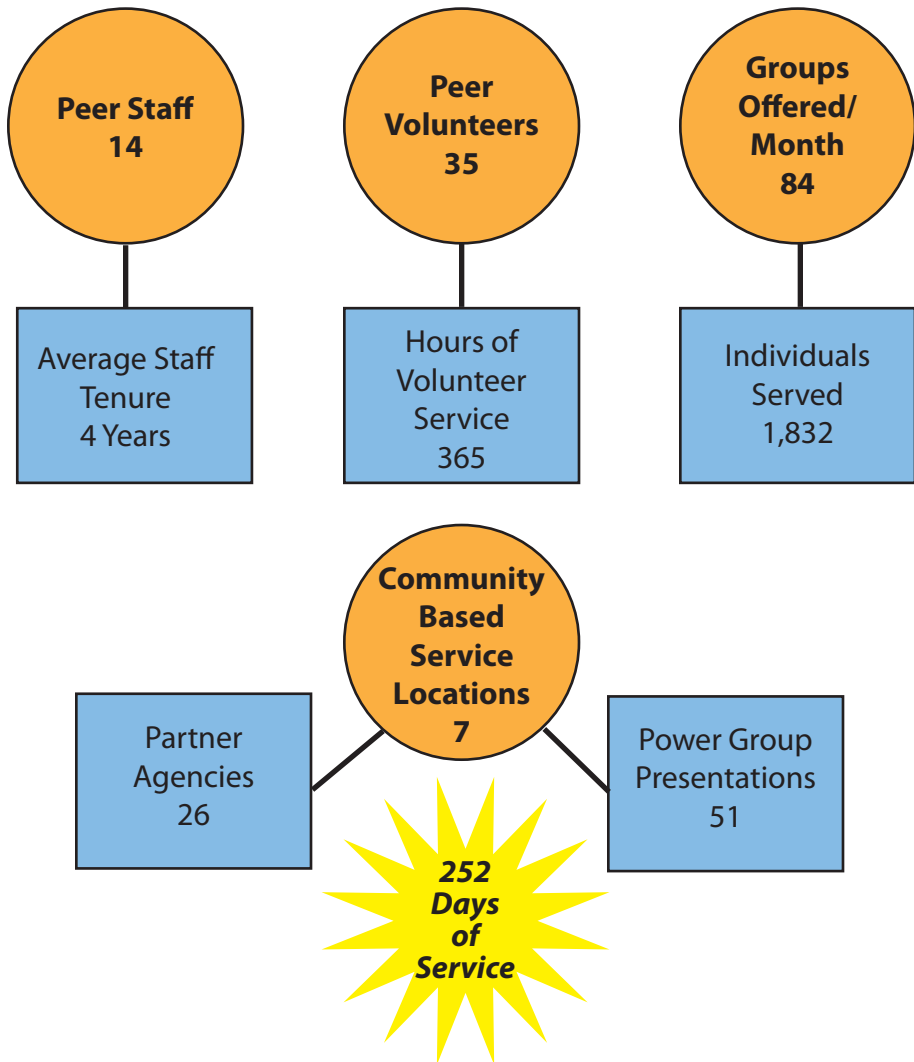 Peer Staff
14
Peer
Volunteers
35
Groups
Offered/
Month
84
Average Staff
Tenure
4 Years
Hours of
Volunteer
Service
365
Individuals
Served
1,832
Community
Based
Service
Locations
7
Partner
Agencies
26
Power Group
Presentations
51
252
Days
of
Service